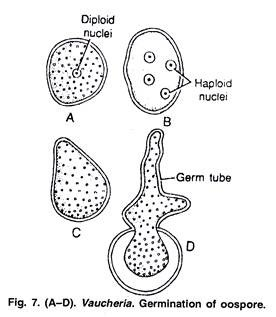 Diploid
nuclei
A
B
Haploid
nuclei
C
Germ tube
D
Fig. 7. (A–D). Vaucheria. Germination of oospore.